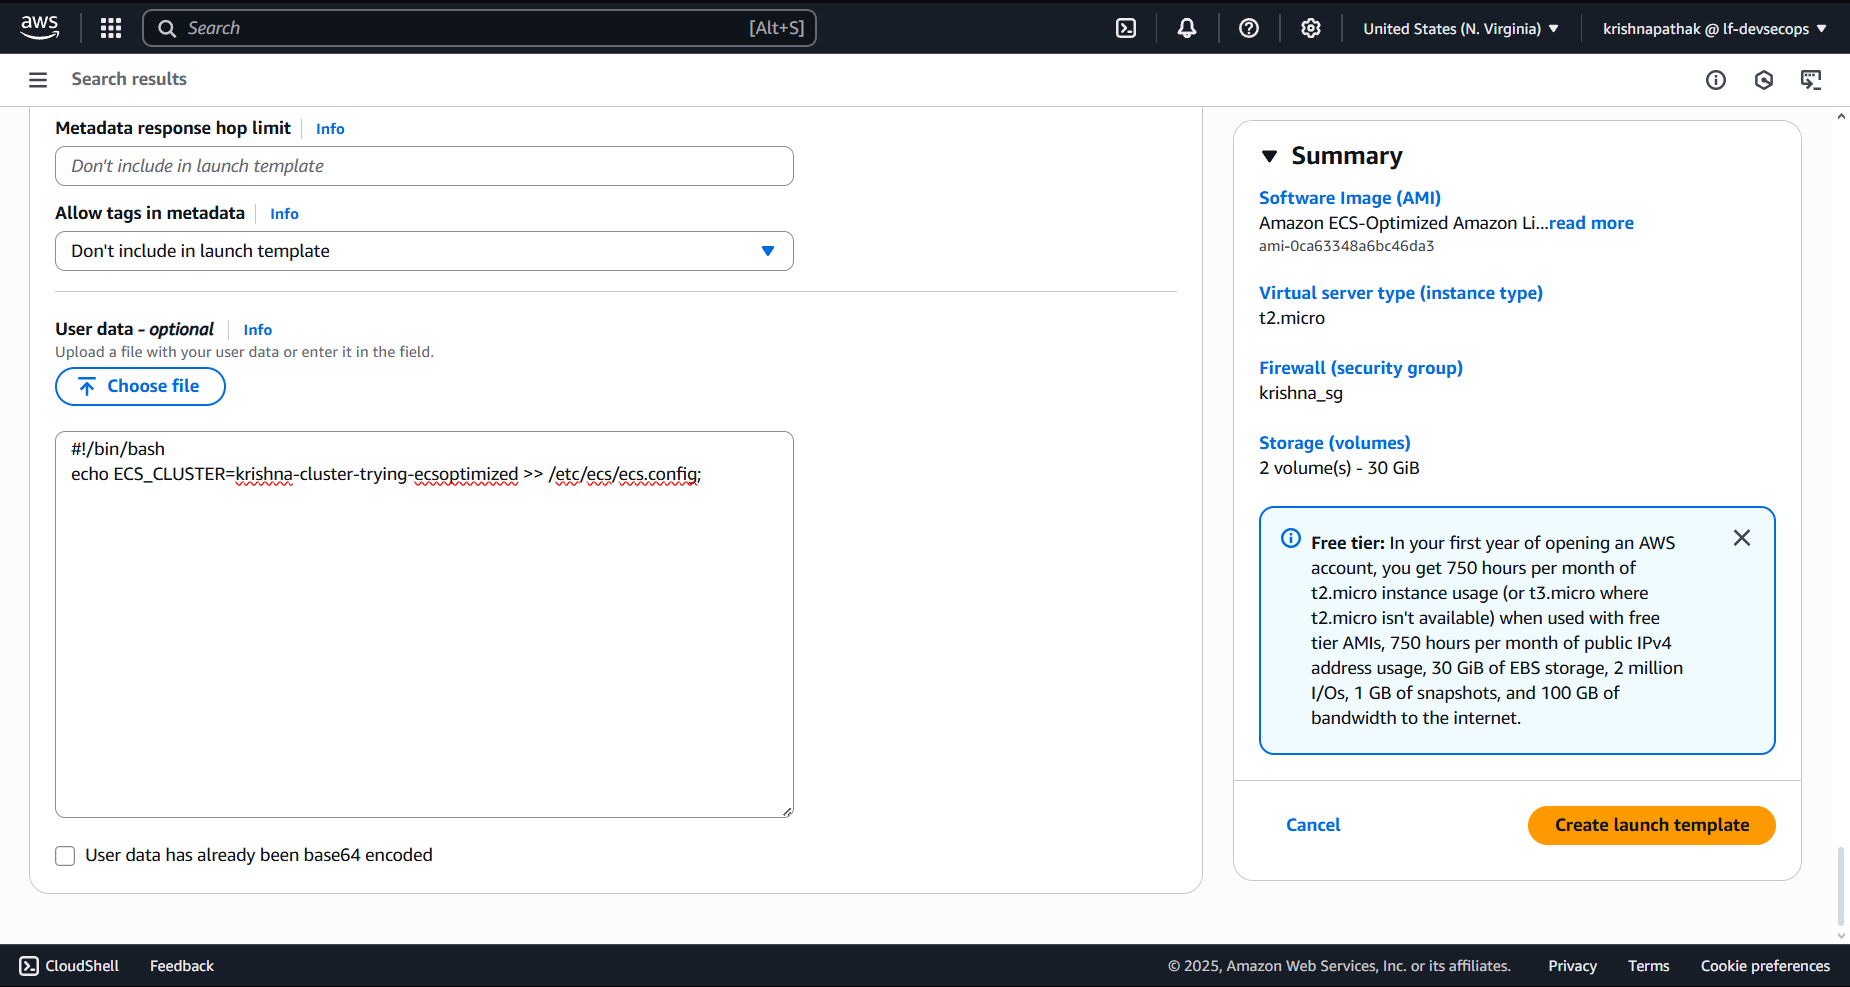 aws
Search
[Alt+S]
United States (N. Virginia)
krishnapathak @ lf-devsecops
Search results
Metadata response hop limit
Info
Don't include in launch template
Allow tags in metadata
Info
Don't include in launch template
User data - optional
Info
Upload a file with your user data or enter it in the field.
Choose file
#!/bin/bash
echo ECS_CLUSTER=krishna-cluster-trying-ecsoptimized >> /etc/ecs/ecs.config;
User data has already been base64 encoded
Summary
Software Image (AMI)
Amazon ECS-Optimized Amazon Li...read more
ami-0ca63348a6bc46da3
Virtual server type (instance type)
t2.micro
Firewall (security group)
krishna_sg
Storage (volumes)
2 volume(s) - 30 GiB
Free tier: In your first year of opening an AWS
account, you get 750 hours per month of
t2.micro instance usage (or t3.micro where
t2.micro isn't available) when used with free
tier AMIs, 750 hours per month of public IPv4
address usage, 30 GiB of EBS storage, 2 million
I/Os, 1 GB of snapshots, and 100 GB of
bandwidth to the internet.
Cancel
Create launch template
CloudShell
Feedback
© 2025, Amazon Web Services, Inc. or its affiliates.
Privacy
Terms
Cookie preferences